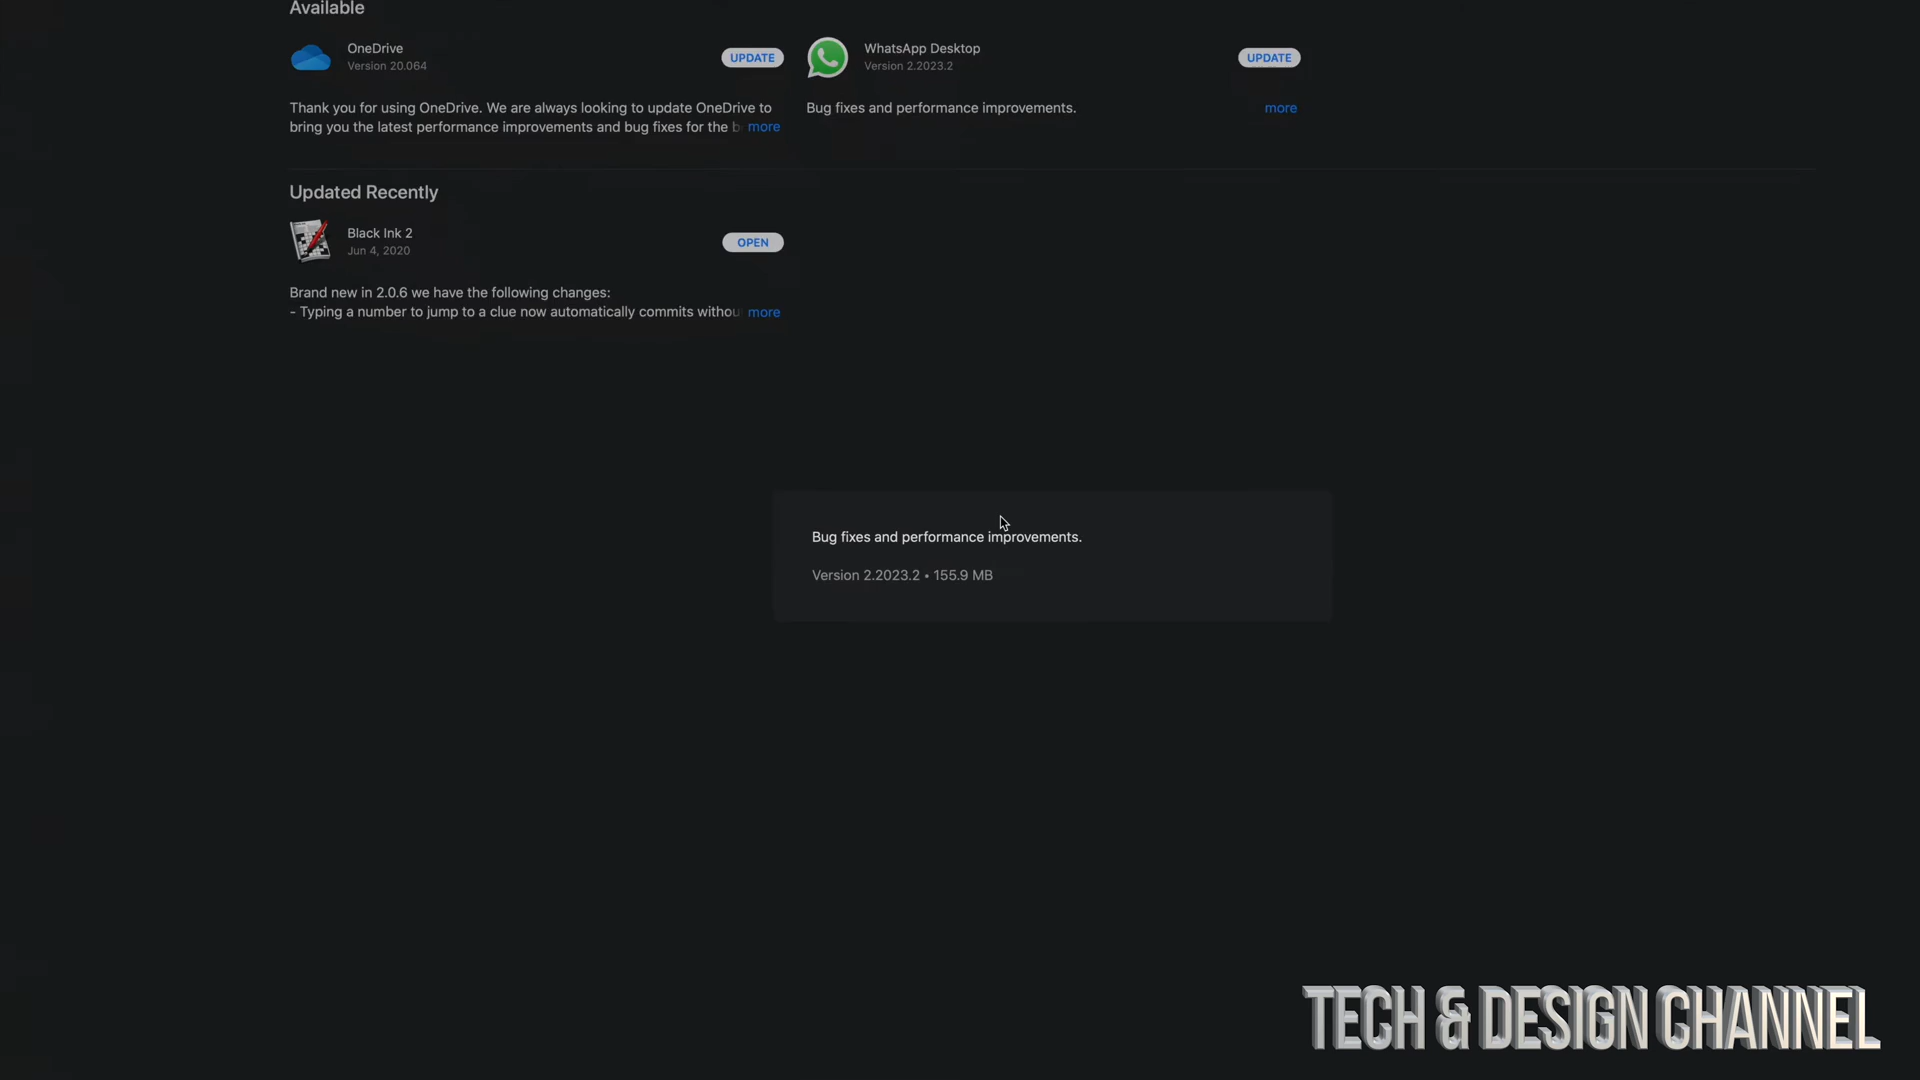 Available
OneDrive
Version 20.064
UPDATE
Thank you for using OneDrive. We are always looking to update OneDrive to
bring you the latest performance improvements and bug fixes for the b more
WhatsApp Desktop
Version 2.2023.2
UPDATE
Bug fixes and performance improvements.
more
Updated Recently
Black Ink 2
Jun 4, 2020
OPEN
Brand new in 2.0.6 we have the following changes:
- Typing a number to jump to a clue now automatically commits withou more
Bug fixes and performance improvements.
Version 2.2023.2 • 155.9 MB
TECH & DESIGN CHANNEL